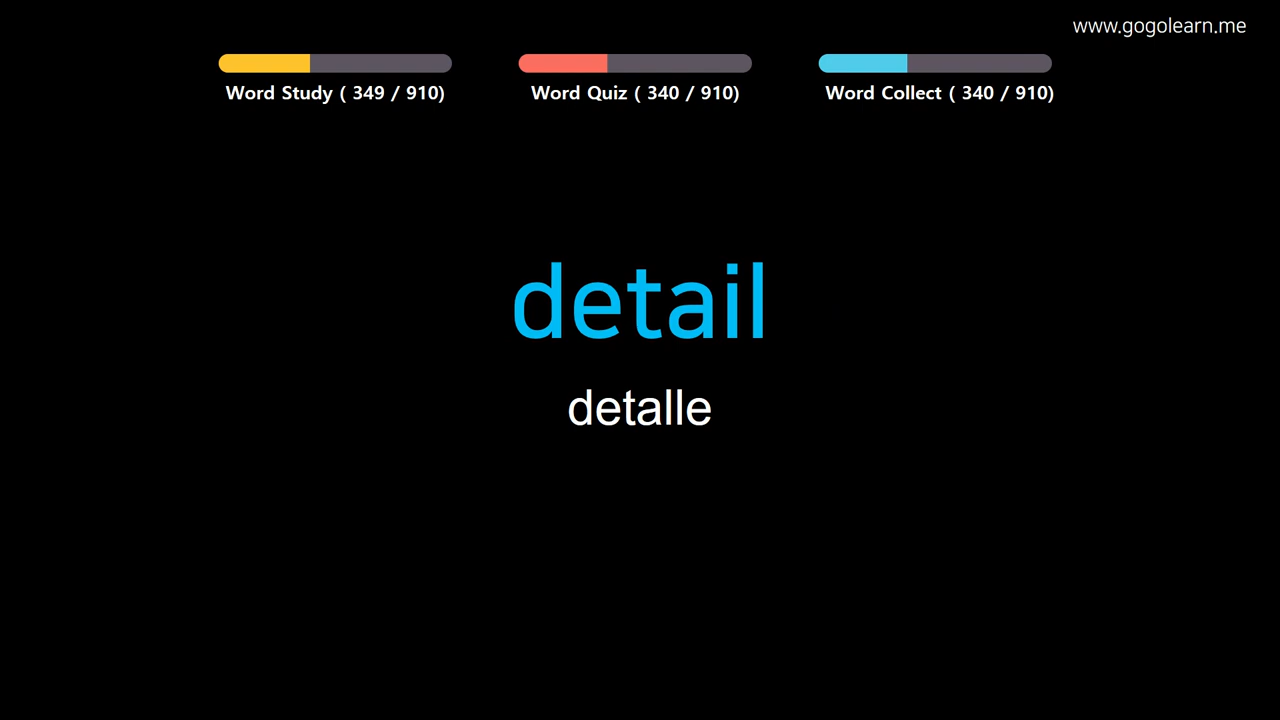 www.gogolearn.me
Word Study ( 349 / 910)
Word Quiz ( 340 / 910)
Word Collect ( 340 / 910)
detail
detalle